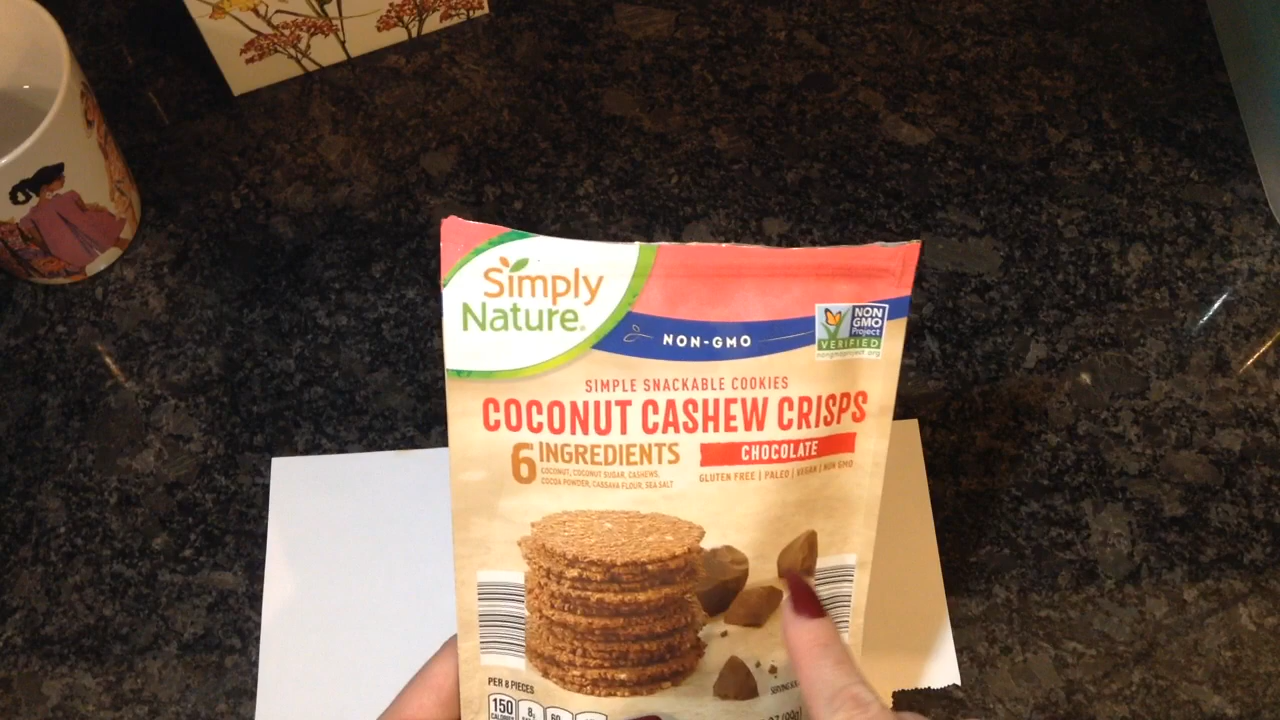 Simply
Nature®
NON-GMO
NON
GMO
Project
VERIFIED
nongmoproject.org
SIMPLE SNACKABLE COOKIES
COCONUT CASHEW CRISPS
6 INGREDIENTS
COCONUT, COCONUT SUGAR, CASHEWS,
COCOA POWDER, CASSAVA FLOUR, SEA SALT
CHOCOLATE
GLUTEN FREE | PALEO | VEGAN | NON GMO
PER 8 PIECES
150
CALORIES